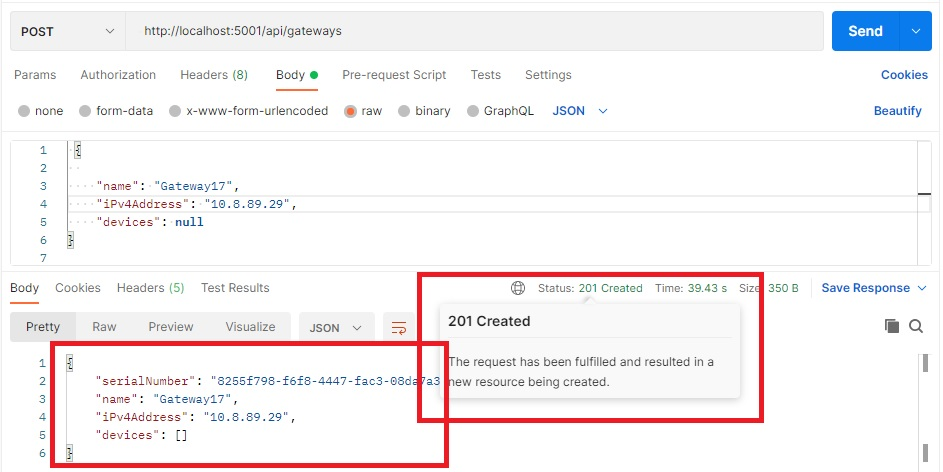 POST http://localhost:5001/api/gateways Send
Params Authorization Headers (8) Body Pre-request Script Tests Settings Cookies
none form-data x-www-form-urlencoded raw binary GraphQL JSON Beautify
1 {
2
3 "name": "Gateway17",
4 "iPv4Address": "10.8.89.29",
5 "devices": null
6 }
7
Body Cookies Headers (5) Test Results Status: 201 Created Time: 39.43 s Size: 350 B Save Response
Pretty Raw Preview Visualize JSON
201 Created
The request has been fulfilled and resulted in a
new resource being created.
1 {
2 "serialNumber": "8255f798-f6f8-4447-fac3-08da7a3
3 "name": "Gateway17",
4 "iPv4Address": "10.8.89.29",
5 "devices": []
6 }